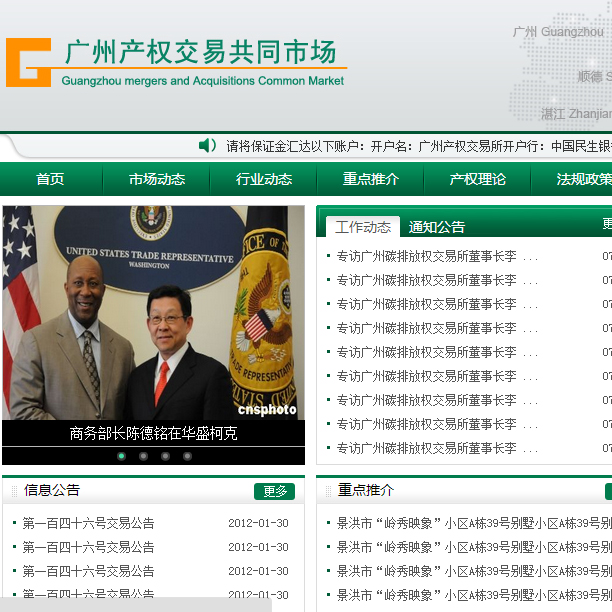 广州 Guangzhou
广州产权交易共同市场
顺德 S
Guangzhou mergers and Acquisitions Common Market
湛江 Zhanjian
请将保证金汇达以下账户：开户名：广州产权交易所开户行：中国民生银
首页 市场动态 行业动态 重点推介 产权理论 法规政策
UNITED STATES TRADE REPRESENTATIVE
WASHINGTON
cnsphoto
商务部长陈德铭在华盛柯克
工作动态 通知公告 更
专访广州碳排放权交易所董事长李 ... 07
专访广州碳排放权交易所董事长李 ... 07
专访广州碳排放权交易所董事长李 ... 07
专访广州碳排放权交易所董事长李 ... 07
专访广州碳排放权交易所董事长李 ... 07
专访广州碳排放权交易所董事长李 ... 07
专访广州碳排放权交易所董事长李 ... 07
专访广州碳排放权交易所董事长李 ... 07
专访广州碳排放权交易所董事长李 ... 07
信息公告 更多
第一百四十六号交易公告 2012-01-30
第一百四十六号交易公告 2012-01-30
第一百四十六号交易公告 2012-01-30
第一百四十六号交易公告 2012-01-30
重点推介
景洪市“岭秀映象”小区A栋39号别墅小区A栋39号别
景洪市“岭秀映象”小区A栋39号别墅小区A栋39号别
景洪市“岭秀映象”小区A栋39号别墅小区A栋39号别
景洪市“岭秀映象”小区A栋39号别墅小区A栋39号别